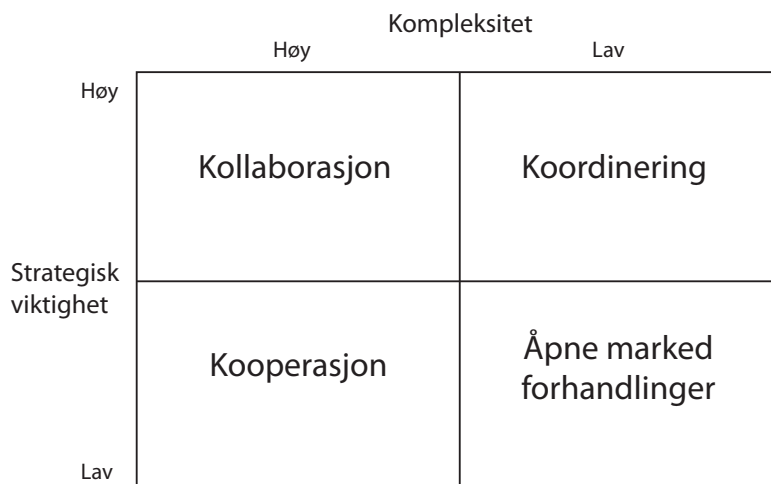 Kompleksitet
Høy
Lav
Høy
Kollaborasjon
Koordinering
Strategisk
viktighet
Kooperasjon
Åpne marked
forhandlinger
Lav